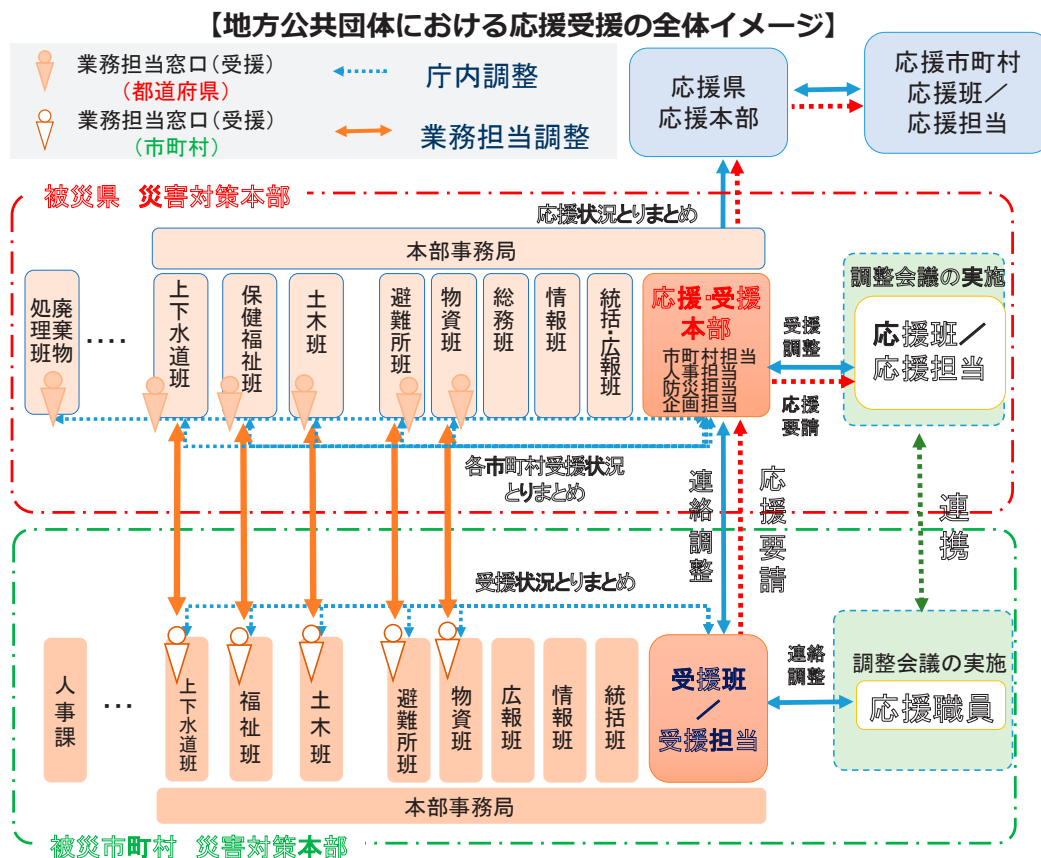 【地方公共団体における応援受援の全体イメージ】
業務担当窓口(受援)
(都道府県)
業務担当窓口(受援)
(市町村)
庁内調整
業務担当調整
応援県
応援本部
応援市町村
応援班／
応援担当
被災県 災害対策本部
応援状況とりまとめ
本部事務局
廃棄物
処理班
‥‥
上下水道班
保健福祉班
土木班
避難所班
物資班
総務班
情報班
統括・広報班
応援・受援
本部
市町村担当
人事担当
防災担当
企画担当
受援
調整
応援
要請
調整会議の実施
応援班／
応援担当
各市町村受援状況
とりまとめ
連絡調整
応援要請
連携
受援状況とりまとめ
人事課
…
上下水道班
福祉班
土木班
避難所班
物資班
広報班
情報班
統括班
受援班
／
受援担当
連絡
調整
調整会議の実施
応援職員
本部事務局
被災市町村 災害対策本部